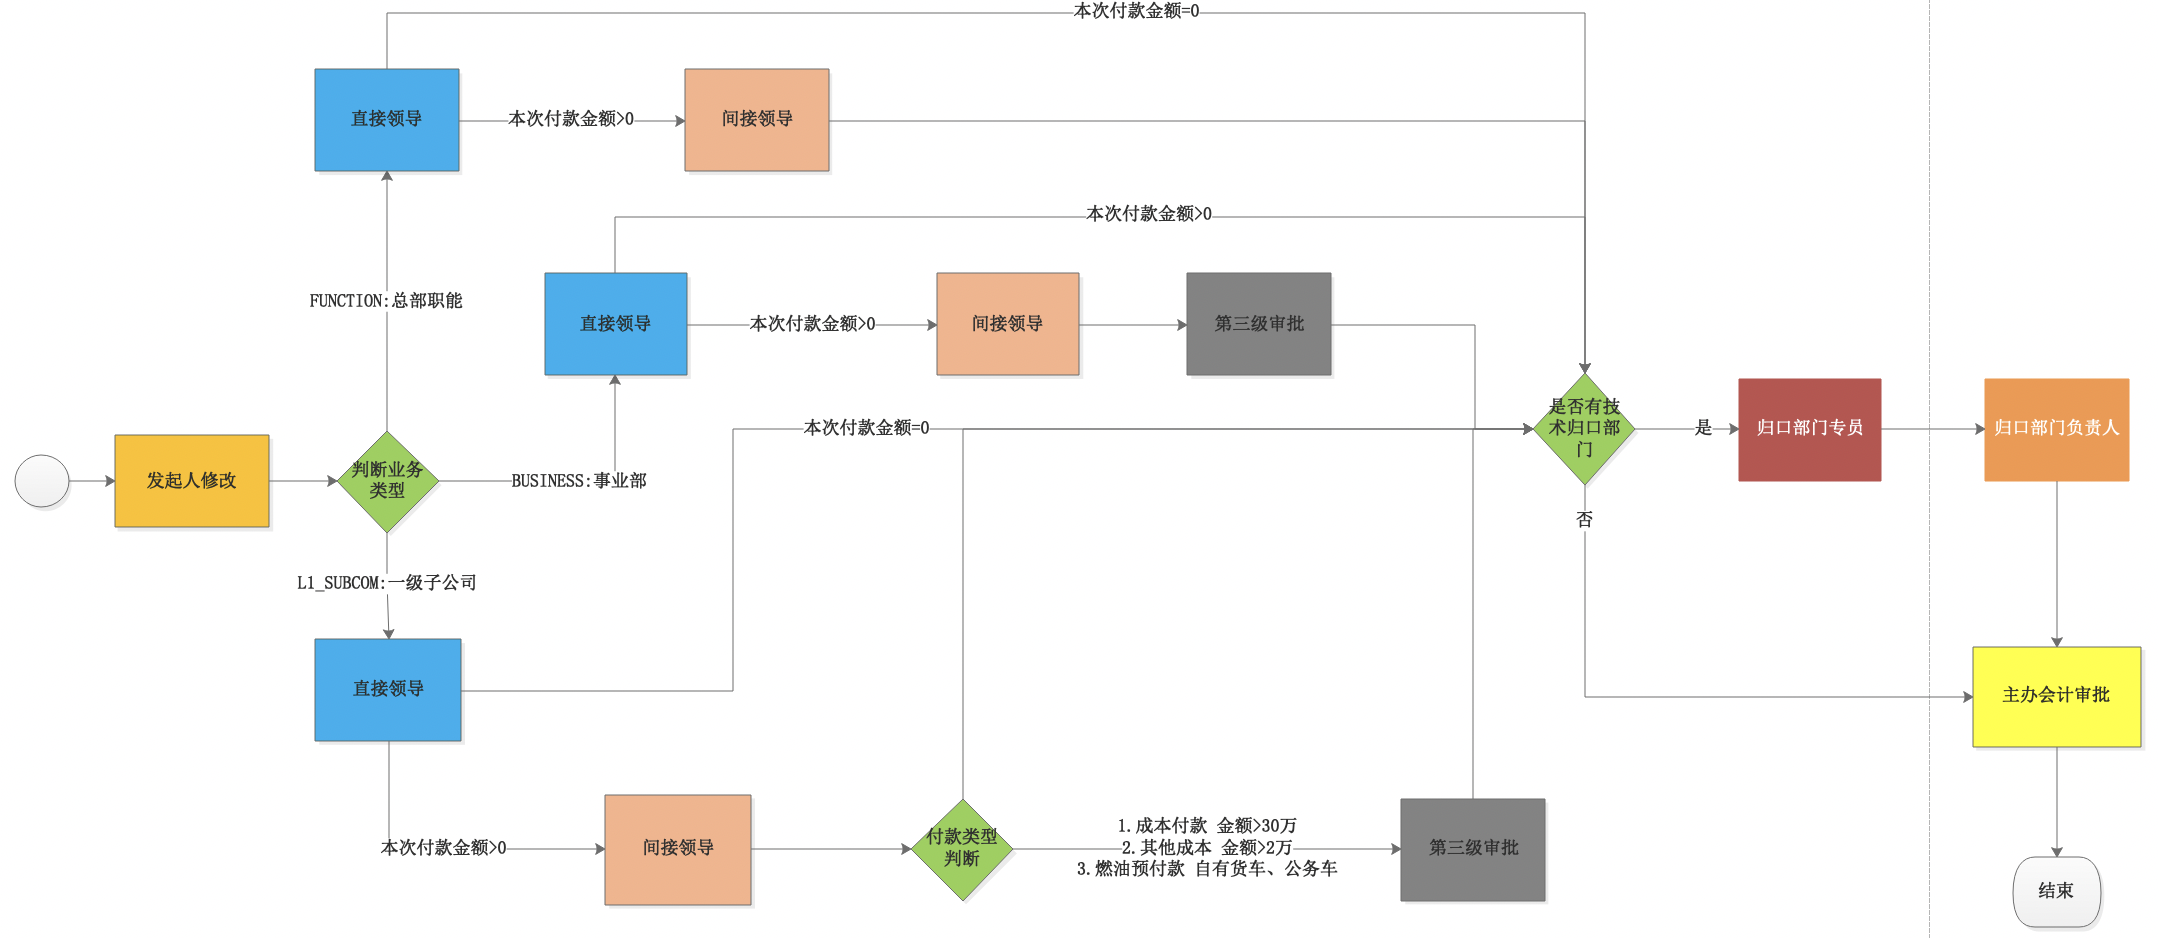 本次付款金额=0
直接领导
本次付款金额>0
间接领导
本次付款金额>0
FUNCTION:总部职能
直接领导
本次付款金额>0
间接领导
第三级审批
是否有技
术归口部
门
是
归口部门专员
归口部门负责人
本次付款金额=0
发起人修改
判断业务
类型
BUSINESS:事业部
否
L1_SUBCOM:一级子公司
直接领导
主办会计审批
本次付款金额>0
间接领导
付款类型
判断
1.成本付款 金额>30万
2.其他成本 金额>2万
3.燃油预付款 自有货车、公务车
第三级审批
结束